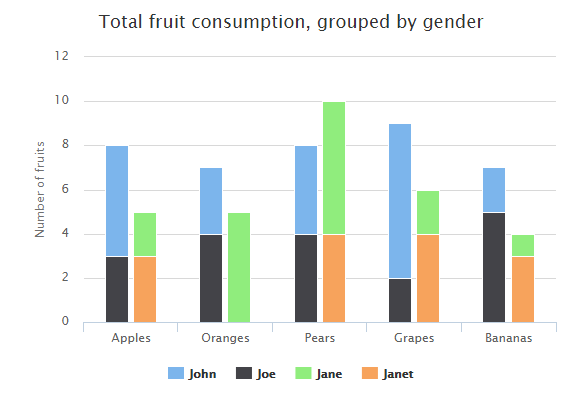 Total fruit consumption, grouped by gender
Number of fruits
12
10
8
6
4
2
0
Apples Oranges Pears Grapes Bananas
John Joe Jane Janet